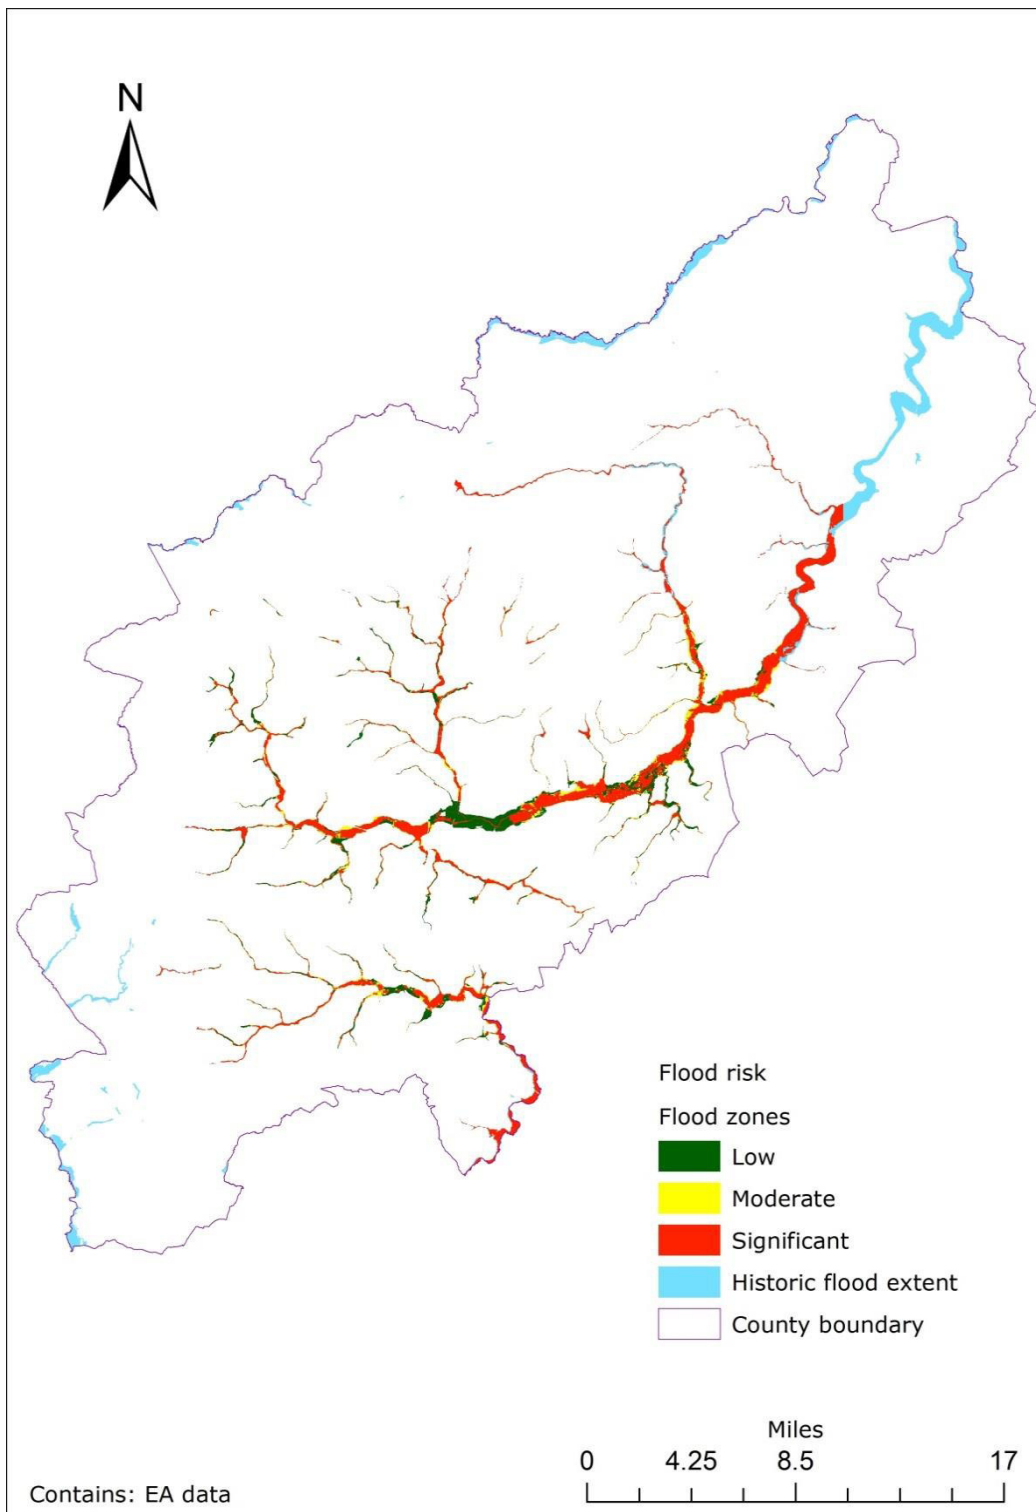 N
Flood risk
Flood zones
Low
Moderate
Significant
Historic flood extent
County boundary
Miles
0 4.25 8.5 17
Contains: EA data